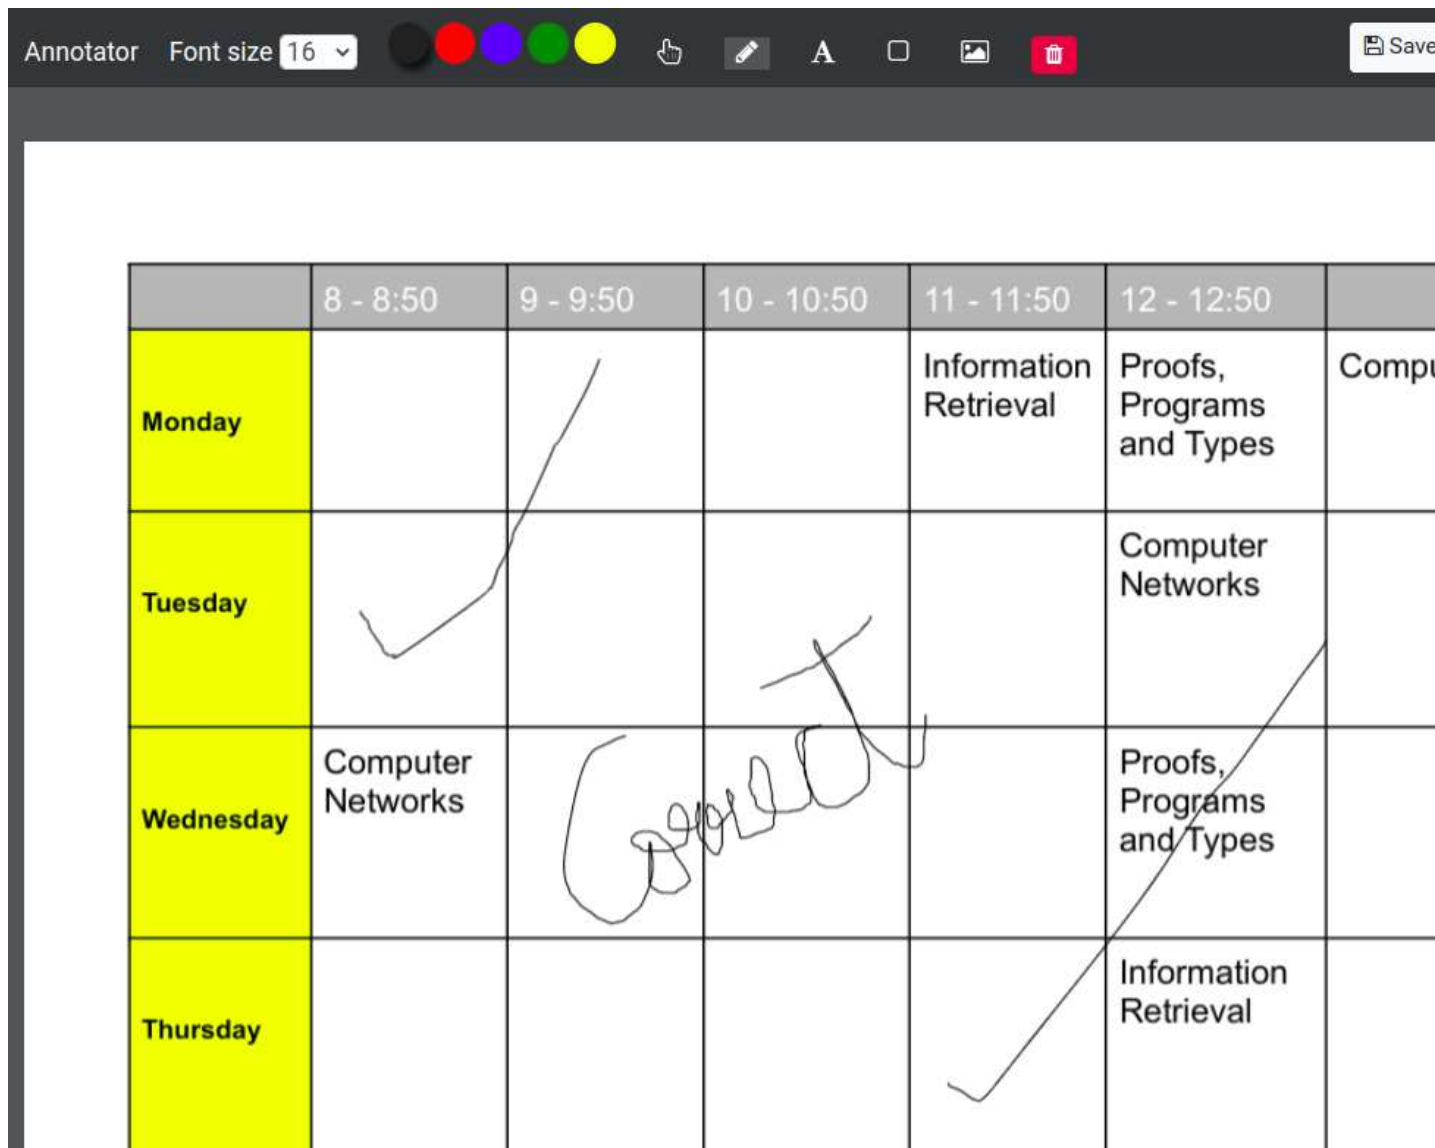 Annotator Font size 16 Save
8 - 8:50 9 - 9:50 10 - 10:50 11 - 11:50 12 - 12:50
Monday
Information
Retrieval
Proofs,
Programs
and Types
Compu
Tuesday
Computer
Networks
Wednesday
Computer
Networks
Correct
Proofs,
Programs
and Types
Thursday
Information
Retrieval